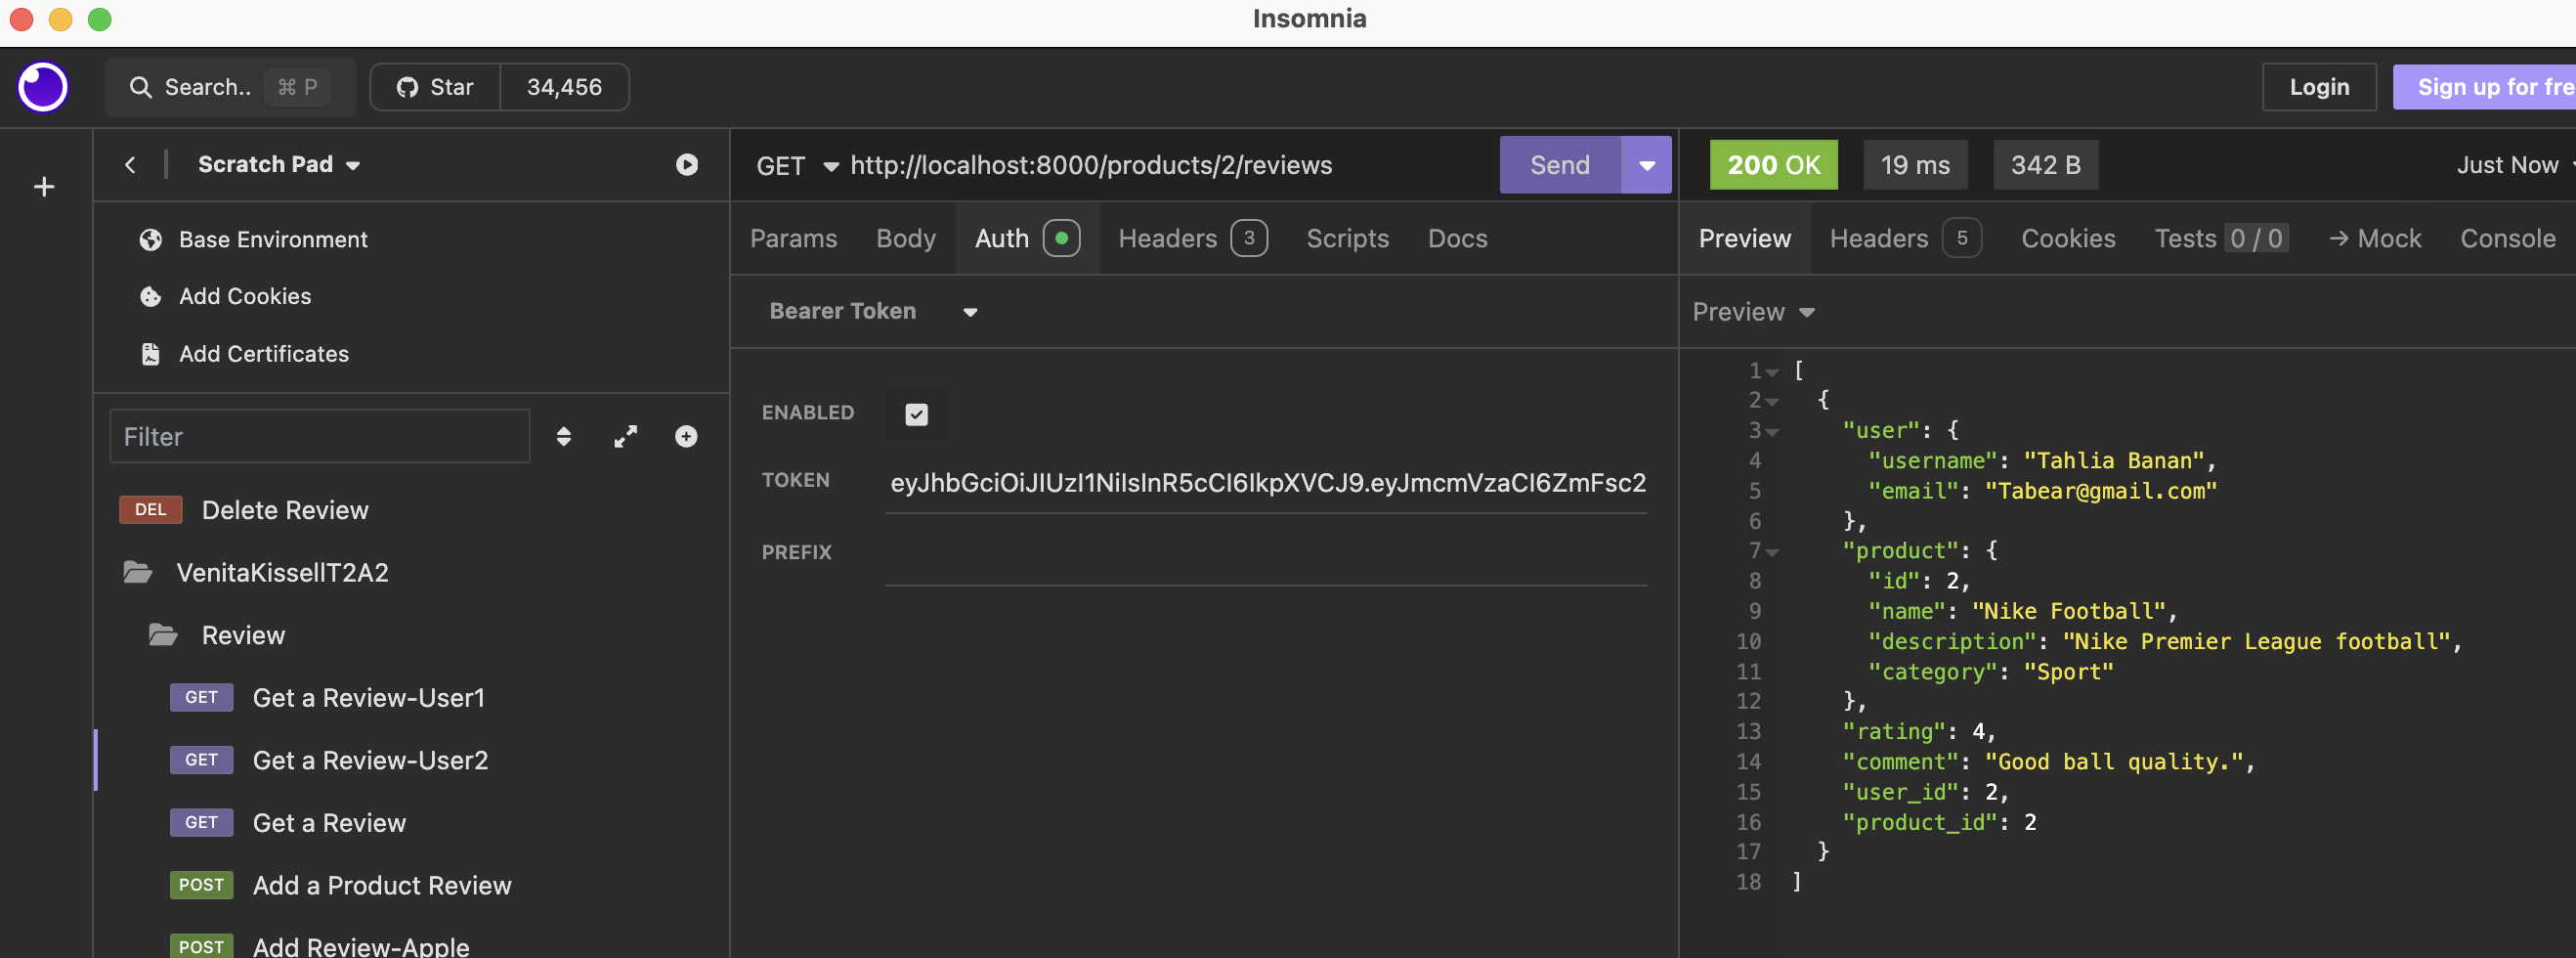 Insomnia
Search.. ⌘ P
Star 34,456
Login
Sign up for fre
Scratch Pad
Base Environment
Add Cookies
Add Certificates
Filter
DEL Delete Review
VenitaKissellT2A2
Review
GET Get a Review-User1
GET Get a Review-User2
GET Get a Review
POST Add a Product Review
POST Add Review-Apple
GET http://localhost:8000/products/2/reviews Send
Params Body Auth Headers 3 Scripts Docs
Bearer Token
ENABLED
TOKEN eyJhbGciOiJIUzI1NiIsInR5cCI6IkpXVCJ9.eyJmcmVzaCI6ZmFsc2
PREFIX
200 OK 19 ms 342 B Just Now
Preview Headers 5 Cookies Tests 0 / 0 → Mock Console
Preview
1 [
2 {
3 "user": {
4 "username": "Tahlia Banan",
5 "email": "Tabear@gmail.com"
6 },
7 "product": {
8 "id": 2,
9 "name": "Nike Football",
10 "description": "Nike Premier League football",
11 "category": "Sport"
12 },
13 "rating": 4,
14 "comment": "Good ball quality.",
15 "user_id": 2,
16 "product_id": 2
17 }
18 ]